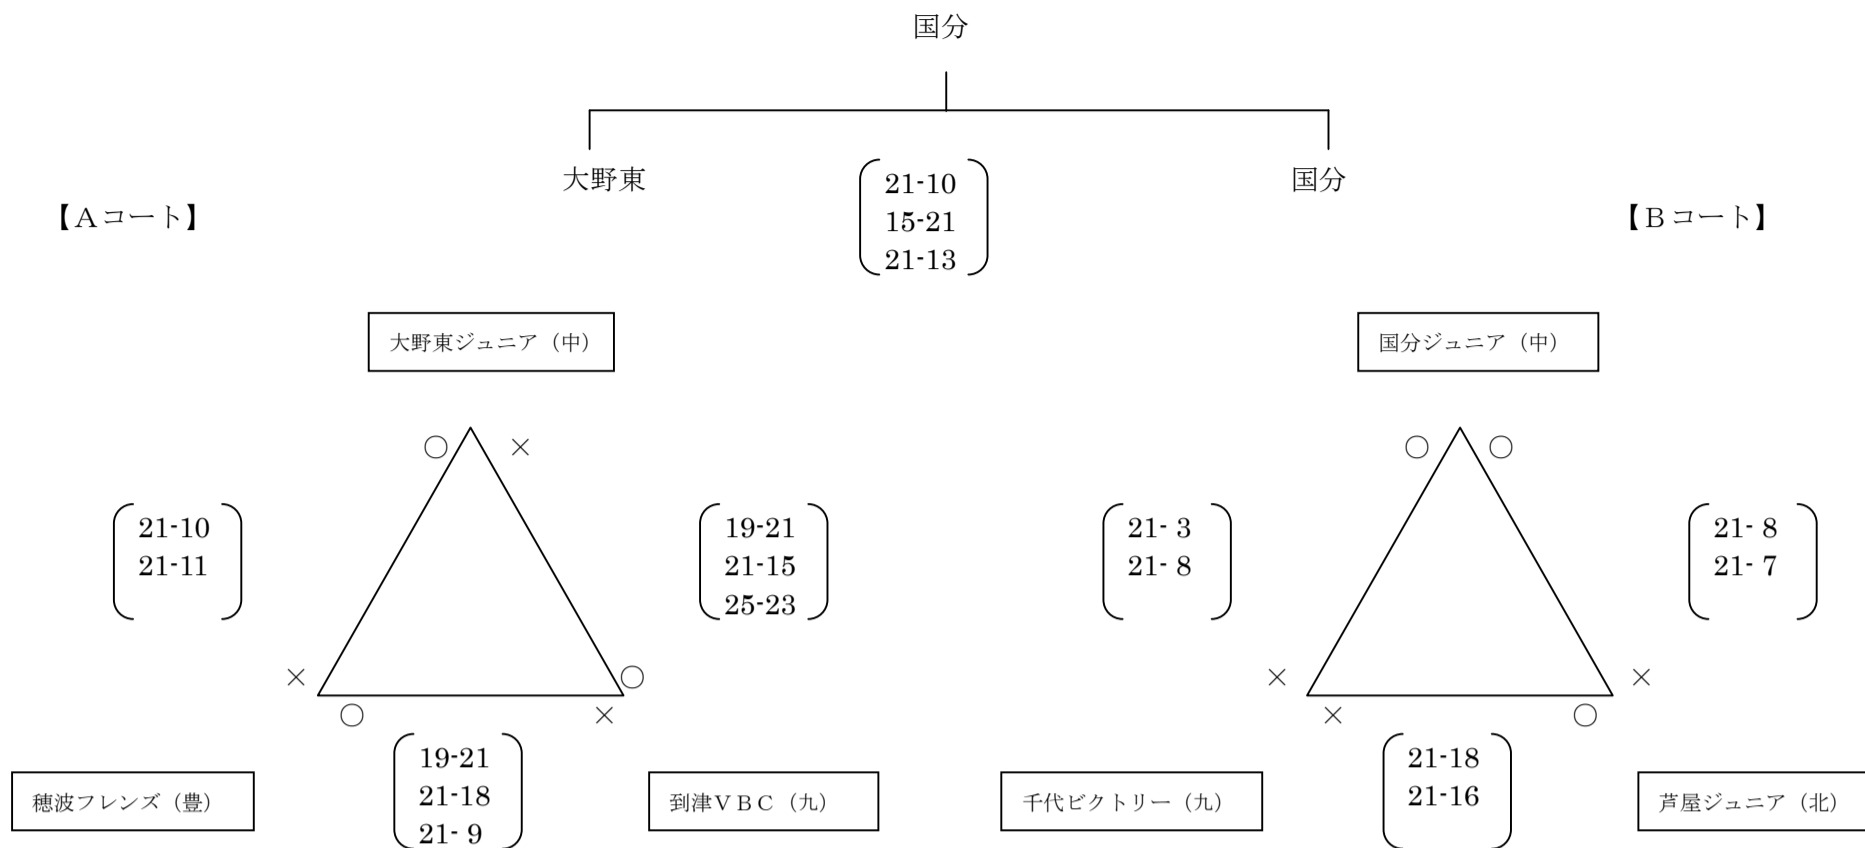 国分
大野東
国分
21-10
15-21
21-13
【Aコート】
【Bコート】
大野東ジュニア（中）
国分ジュニア（中）
○ ×
○ ○
21-10
21-11
19-21
21-15
25-23
21- 3
21- 8
21- 8
21- 7
× ○
× ×
○ ×
× ○
19-21
21-18
21- 9
21-18
21-16
穂波フレンズ（豊）
到津ＶＢＣ（九）
千代ビクトリー（九）
芦屋ジュニア（北）